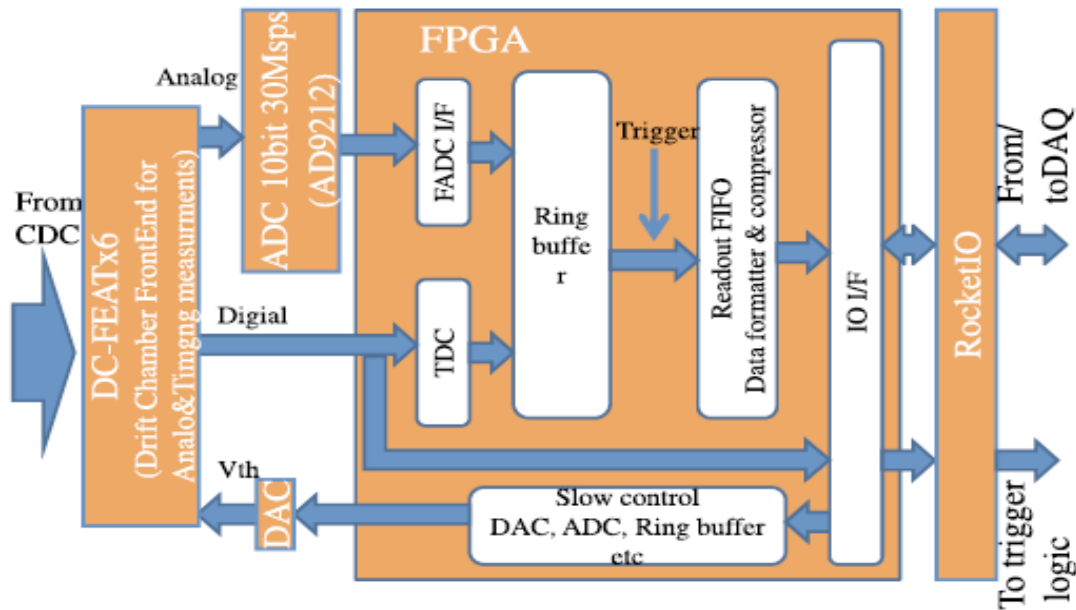 From
CDC
DC-FEATx6
(Drift Chamber FrontEnd for
Analo&Timgng measurments)
Analog
ADC 10bit 30Msps
(AD9212)
Digial
Vth
DAC
FPGA
FADC I/F
TDC
Ring
buffe
r
Trigger
Readout FIFO
Data formatter & compressor
Slow control
DAC, ADC, Ring buffer
etc
IO I/F
RocketIO
From/
toDAQ
To trigger
logic